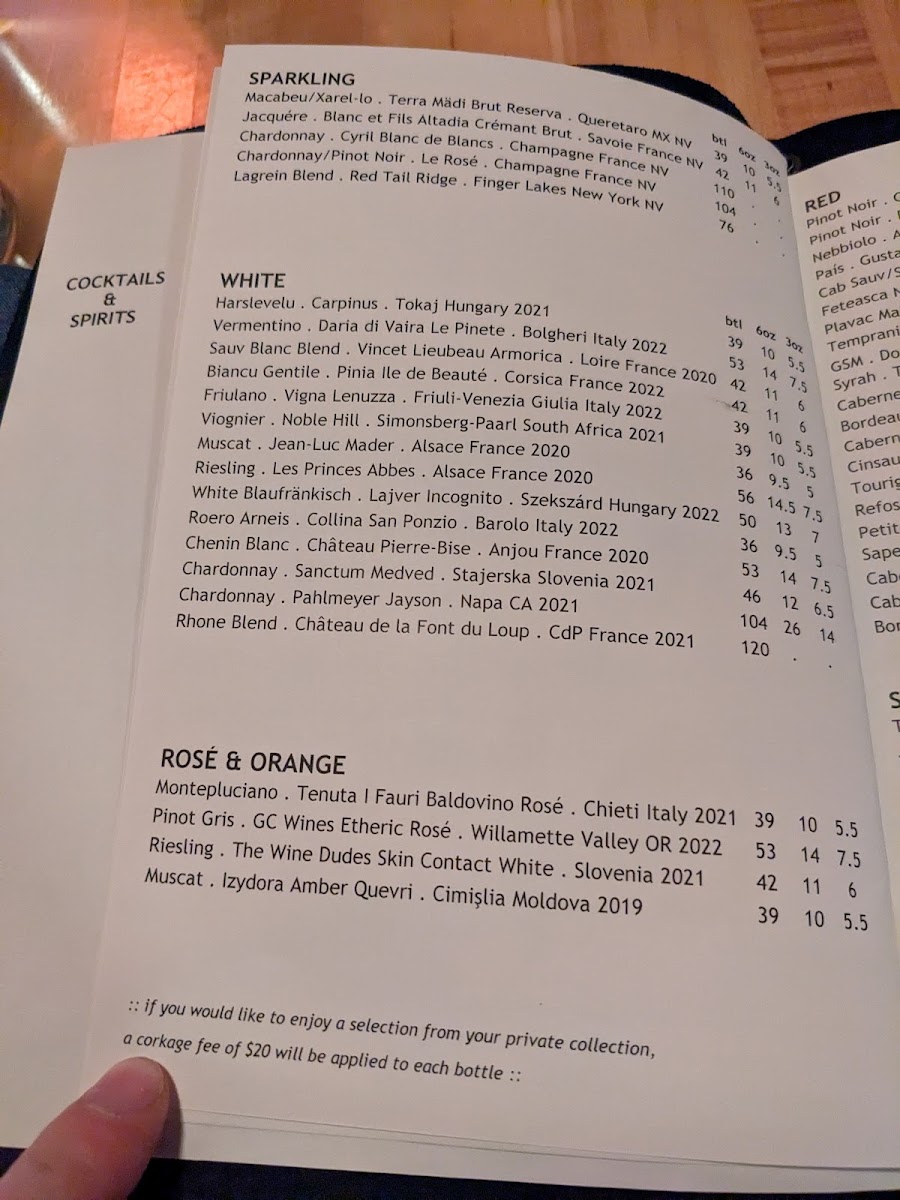 COCKTAILS
&
SPIRITS
SPARKLING
btl 6oz 3oz
Macabeu/Xarel-lo . Terra Mädi Brut Reserva . Queretaro MX NV 39 10 5.5
Jacquére . Blanc et Fils Altadia Crémant Brut . Savoie France NV 42 11 6
Chardonnay . Cyril Blanc de Blancs . Champagne France NV 110 . .
Chardonnay/Pinot Noir . Le Rosé . Champagne France NV 104 . .
Lagrein Blend . Red Tail Ridge . Finger Lakes New York NV 76 . .
WHITE
btl 6oz 3oz
Harslevelu . Carpinus . Tokaj Hungary 2021 39 10 5.5
Vermentino . Daria di Vaira Le Pinete . Bolgheri Italy 2022 53 14 7.5
Sauv Blanc Blend . Vincet Lieubeau Armorica . Loire France 2020 42 11 6
Biancu Gentile . Pinia Ile de Beauté . Corsica France 2022 42 11 6
Friulano . Vigna Lenuzza . Friuli-Venezia Giulia Italy 2022 39 10 5.5
Viognier . Noble Hill . Simonsberg-Paarl South Africa 2021 39 10 5.5
Muscat . Jean-Luc Mader . Alsace France 2020 36 9.5 5
Riesling . Les Princes Abbes . Alsace France 2020 56 14.5 7.5
White Blaufränkisch . Lajver Incognito . Szekszárd Hungary 2022 50 13 7
Roero Arneis . Collina San Ponzio . Barolo Italy 2022 36 9.5 5
Chenin Blanc . Château Pierre-Bise . Anjou France 2020 53 14 7.5
Chardonnay . Sanctum Medved . Stajerska Slovenia 2021 46 12 6.5
Chardonnay . Pahlmeyer Jayson . Napa CA 2021 104 26 14
Rhone Blend . Château de la Font du Loup . CdP France 2021 120 . .
ROSÉ & ORANGE
Montepluciano . Tenuta I Fauri Baldovino Rosé . Chieti Italy 2021 39 10 5.5
Pinot Gris . GC Wines Etheric Rosé . Willamette Valley OR 2022 53 14 7.5
Riesling . The Wine Dudes Skin Contact White . Slovenia 2021 42 11 6
Muscat . Izydora Amber Quevri . Cimişlia Moldova 2019 39 10 5.5
:: if you would like to enjoy a selection from your private collection,
a corkage fee of $20 will be applied to each bottle ::
RED
Pinot Noir .
Pinot Noir .
Nebbiolo .
País . Gusta
Cab Sauv/S
Feteasca
Plavac Ma
Temprani
GSM . Do
Syrah .
Caberne
Bordeau
Cabern
Cinsau
Touri
Refos
Petit
Sape
Cab
Cab
Bor